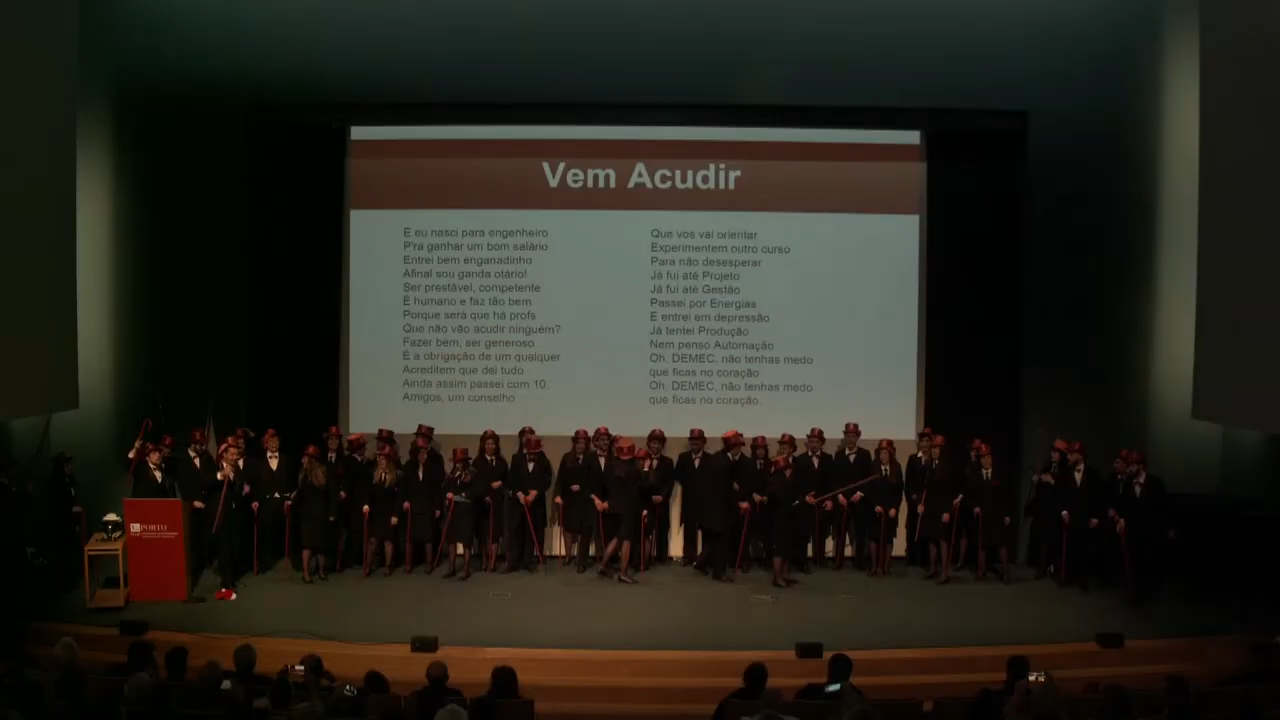 Vem Acudir
E eu nasci para engenheiro
P'ra ganhar um bom salário
Entrei bem enganadinho
Afinal sou ganda otário!
Ser prestável, competente
É humano e faz tão bem
Porque será que há profs
Que não vão acudir ninguém?
Fazer bem, ser generoso
É a obrigação de um qualquer
Acreditem que dei tudo
Ainda assim passei com 10.
Amigos, um conselho
Que vos vai orientar
Experimentem outro curso
Para não desesperar
Já fui até Projeto
Já fui até Gestão
Passei por Energias
E entrei em depressão
Já tentei Produção
Nem penso Automação
Oh, DEMEC, não tenhas medo
que ficas no coração
Oh, DEMEC, não tenhas medo
que ficas no coração.
U.PORTO